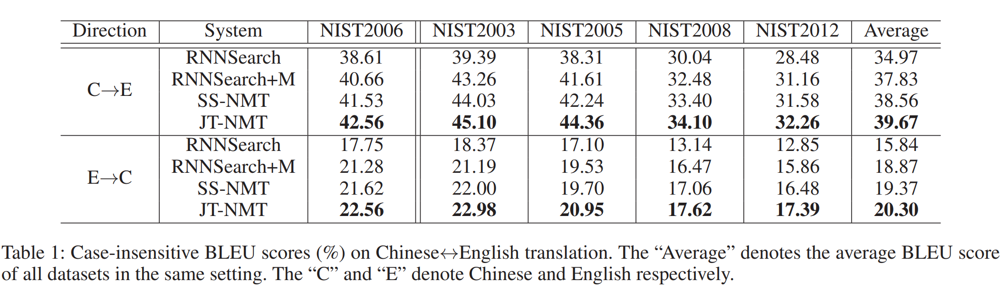 Direction System NIST2006 NIST2003 NIST2005 NIST2008 NIST2012 Average
RNNSearch 38.61 39.39 38.31 30.04 28.48 34.97
RNNSearch+M 40.66 43.26 41.61 32.48 31.16 37.83
C→E
SS-NMT 41.53 44.03 42.24 33.40 31.58 38.56
JT-NMT 42.56 45.10 44.36 34.10 32.26 39.67
RNNSearch 17.75 18.37 17.10 13.14 12.85 15.84
RNNSearch+M 21.28 21.19 19.53 16.47 15.86 18.87
E→C
SS-NMT 21.62 22.00 19.70 17.06 16.48 19.37
JT-NMT 22.56 22.98 20.95 17.62 17.39 20.30
Table 1: Case-insensitive BLEU scores (%) on Chinese↔English translation. The “Average” denotes the average BLEU score
of all datasets in the same setting. The “C” and “E” denote Chinese and English respectively.